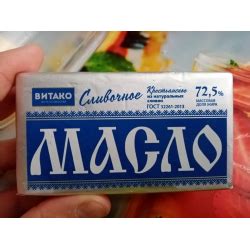 ВИТАКО
Сливочное
Крестьянское
из натуральных
сливок
ГОСТ 32261-2013
72,5%
МАССОВАЯ
ДОЛЯ ЖИРА
МАСЛО